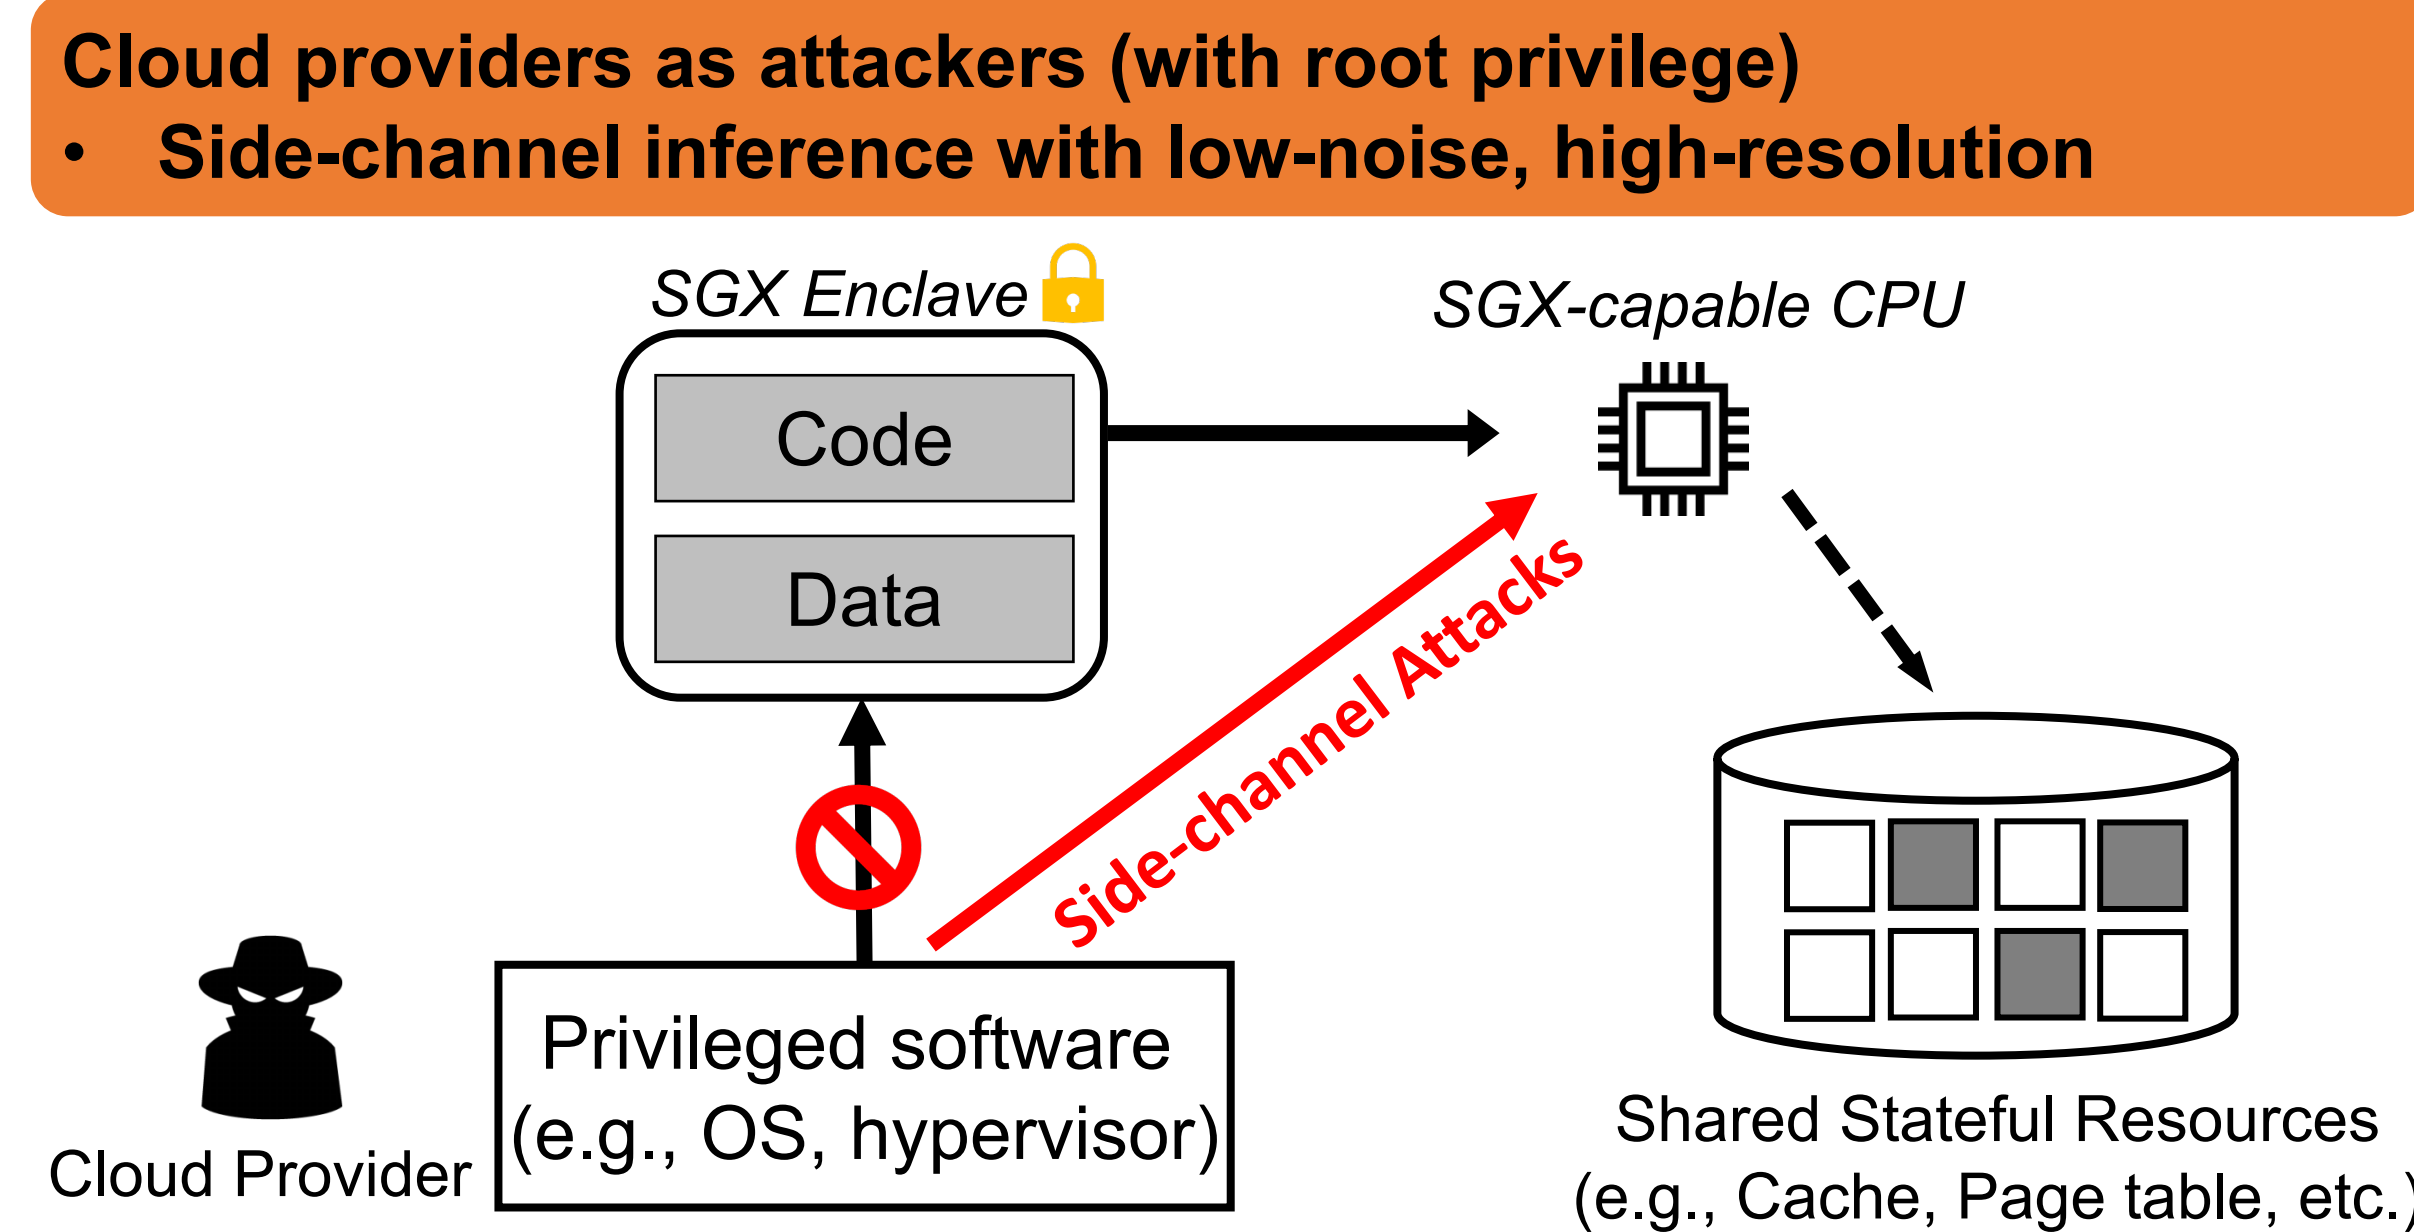 Cloud providers as attackers (with root privilege)
• Side-channel inference with low-noise, high-resolution
SGX Enclave
SGX-capable CPU
Code
Data
Side-channel Attacks
Privileged software
(e.g., OS, hypervisor)
Cloud Provider
Shared Stateful Resources
(e.g., Cache, Page table, etc.)